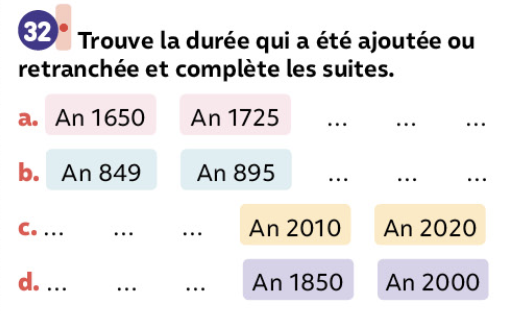 32 Trouve la durée qui a été ajoutée ou
retranchée et complète les suites.
a. An 1650 An 1725 ... ... ...
b. An 849 An 895 ... ... ...
c. ... ... ... An 2010 An 2020
d. ... ... ... An 1850 An 2000